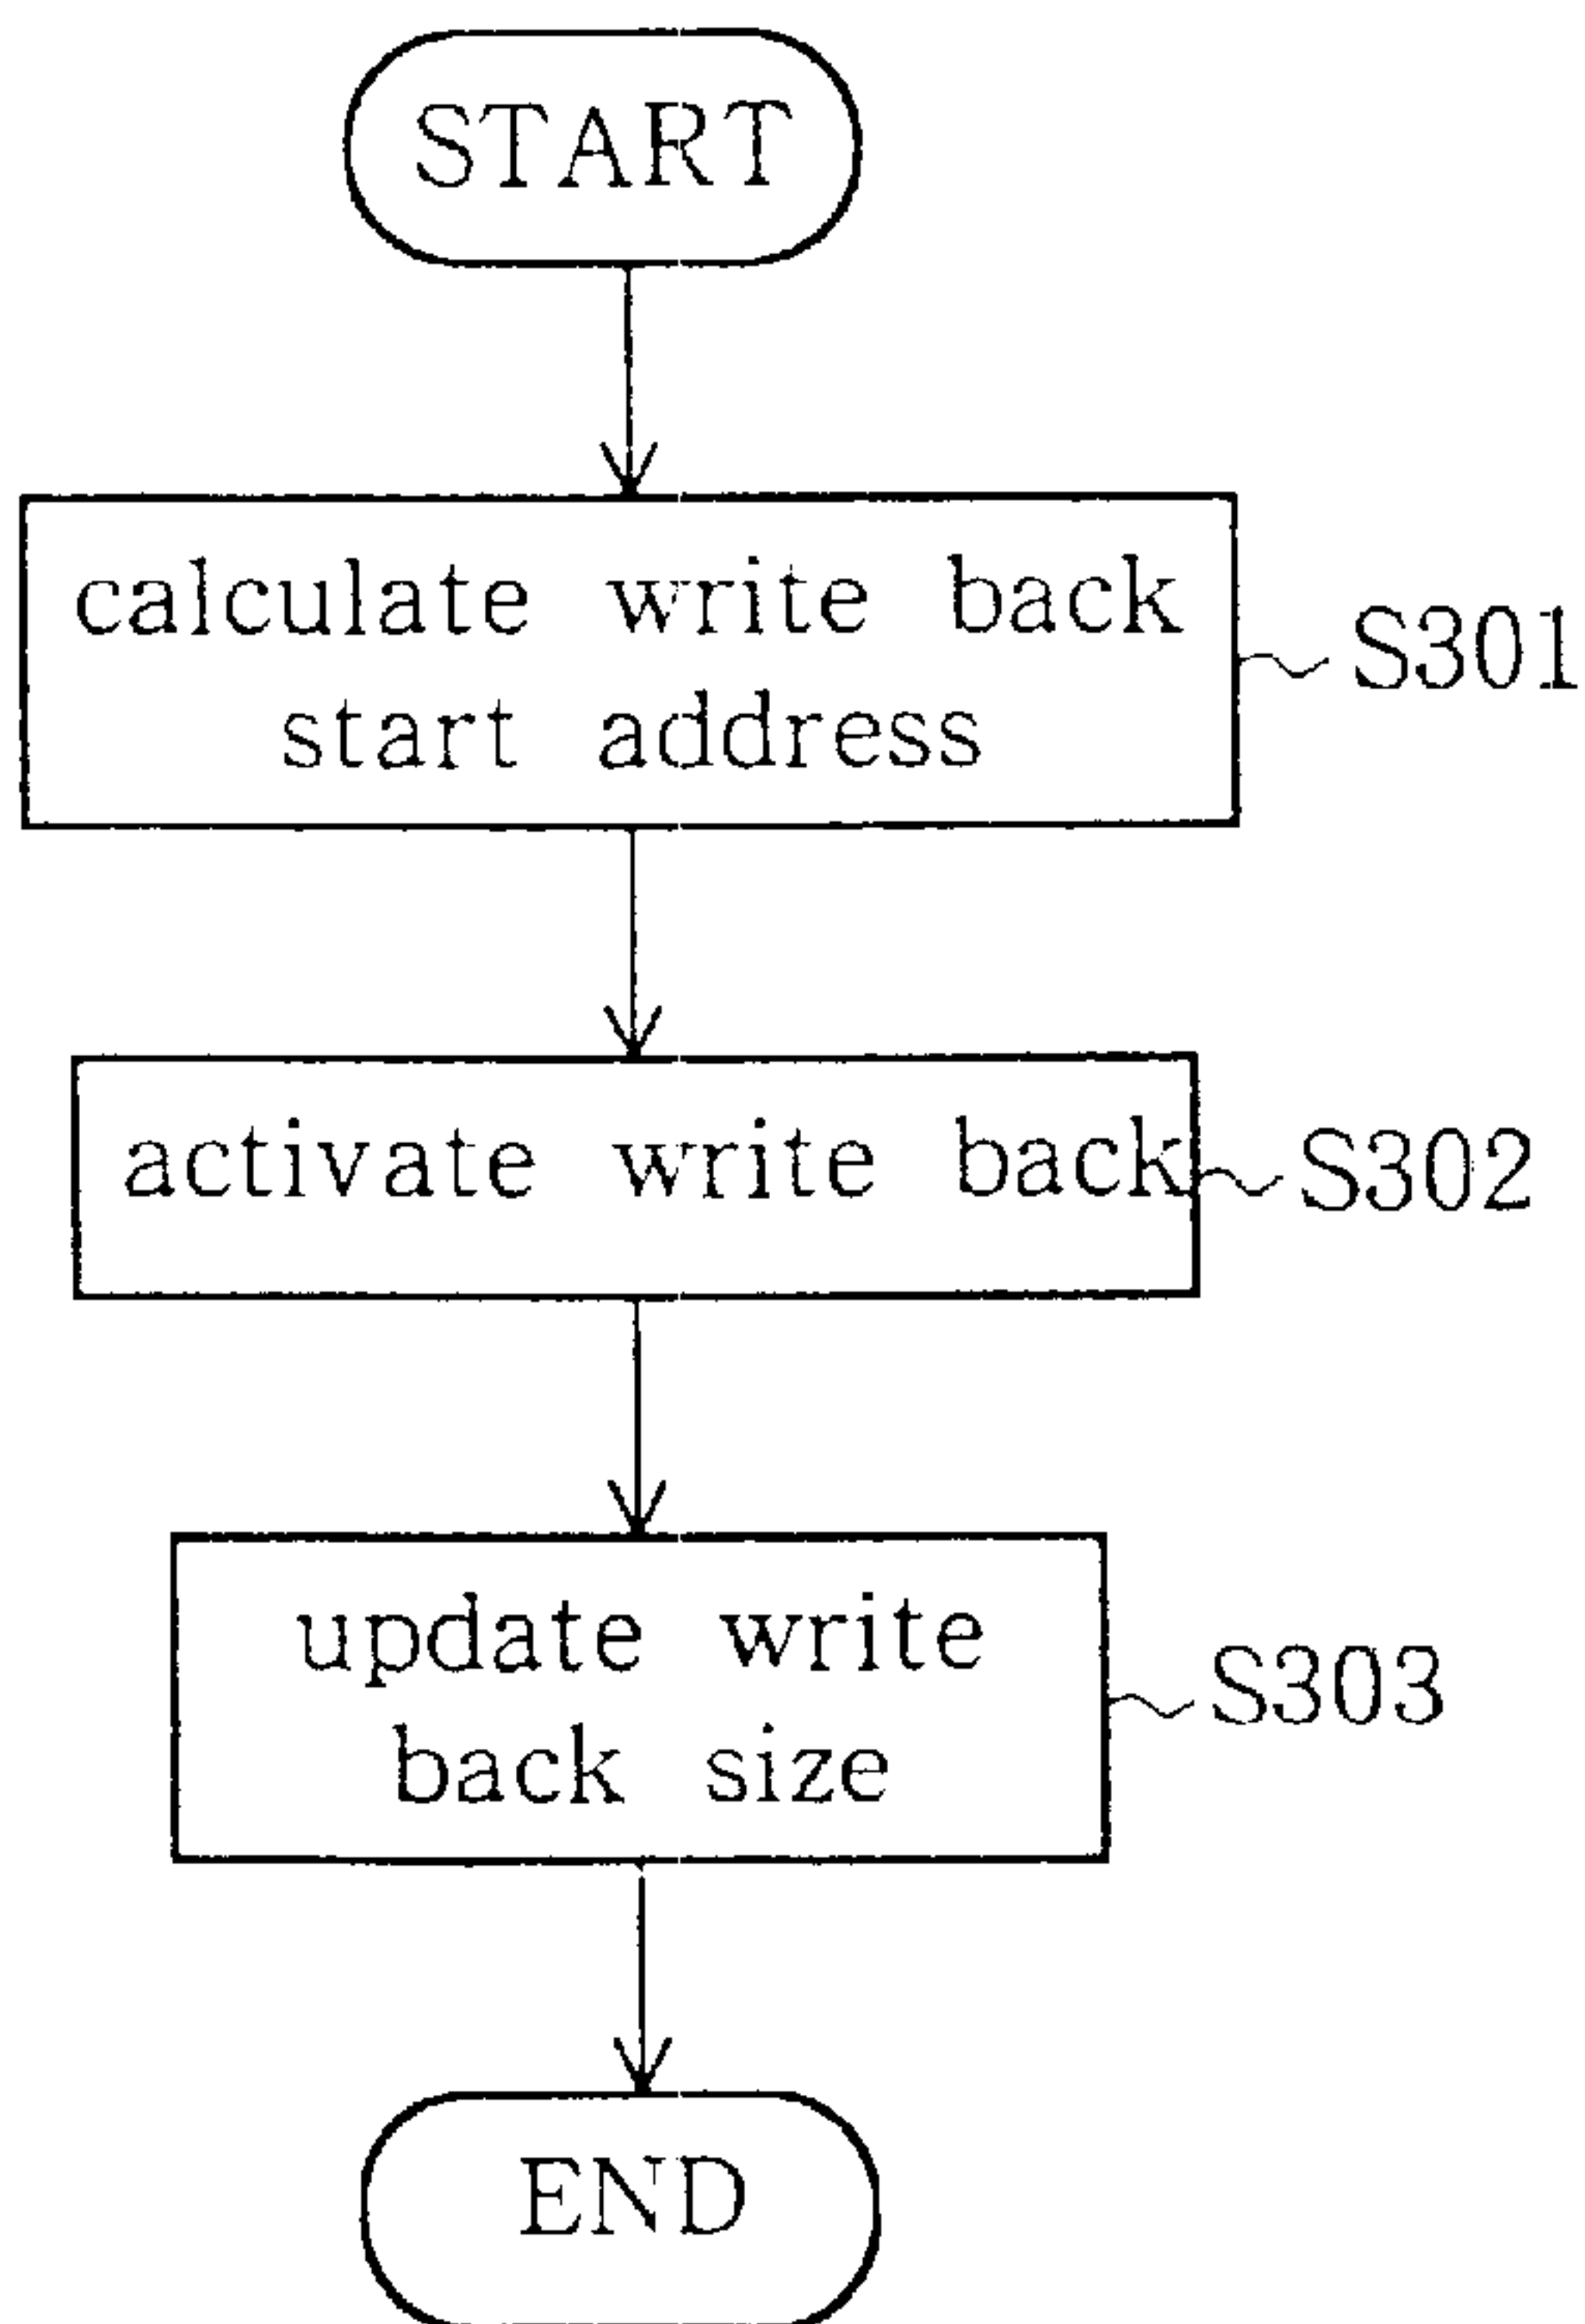 START
calculate write back
start address
S301
activate write back
S302
update write
back size
S303
END